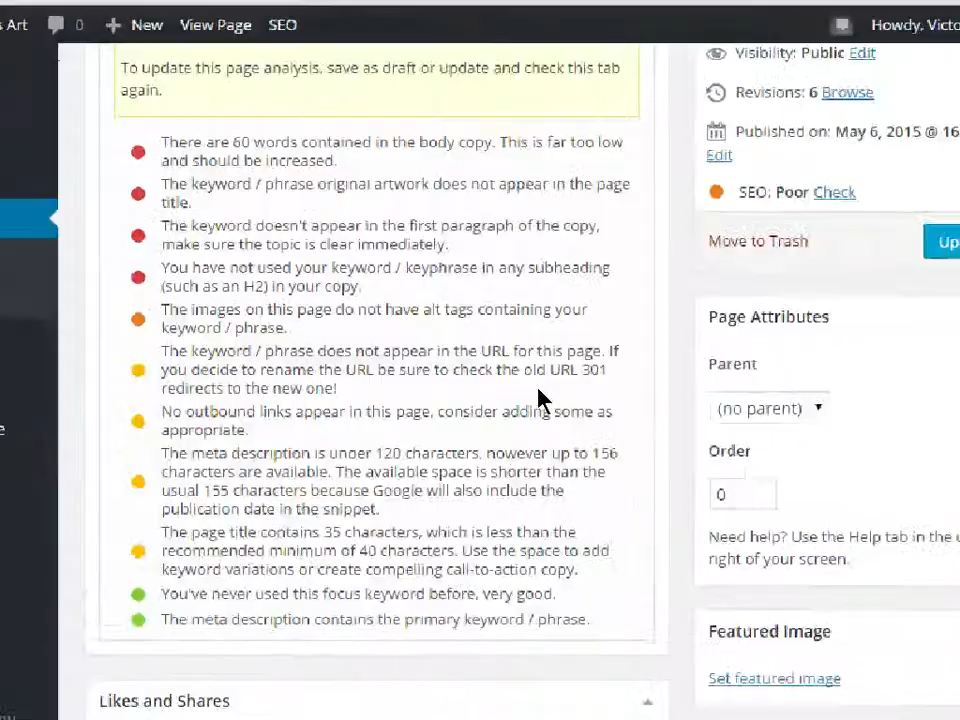 s Art 0 New View Page SEO Howdy, Victo
To update this page analysis, save as draft or update and check this tab
again.
There are 60 words contained in the body copy. This is far too low
and should be increased.
The keyword / phrase original artwork does not appear in the page
title.
The keyword doesn't appear in the first paragraph of the copy,
make sure the topic is clear immediately.
You have not used your keyword / keyphrase in any subheading
(such as an H2) in your copy.
The images on this page do not have alt tags containing your
keyword / phrase.
The keyword / phrase does not appear in the URL for this page. If
you decide to rename the URL be sure to check the old URL 301
redirects to the new one!
No outbound links appear in this page, consider adding some as
appropriate.
The meta description is under 120 characters, however up to 156
characters are available. The available space is shorter than the
usual 155 characters because Google will also include the
publication date in the snippet.
The page title contains 35 characters, which is less than the
recommended minimum of 40 characters. Use the space to add
keyword variations or create compelling call-to-action copy.
You've never used this focus keyword before, very good.
The meta description contains the primary keyword / phrase.
Likes and Shares
Visibility: Public Edit
Revisions: 6 Browse
Published on: May 6, 2015 @ 16
Edit
SEO: Poor Check
Move to Trash
Up
Page Attributes
Parent
(no parent)
Order
0
Need help? Use the Help tab in the u
right of your screen.
Featured Image
Set featured image